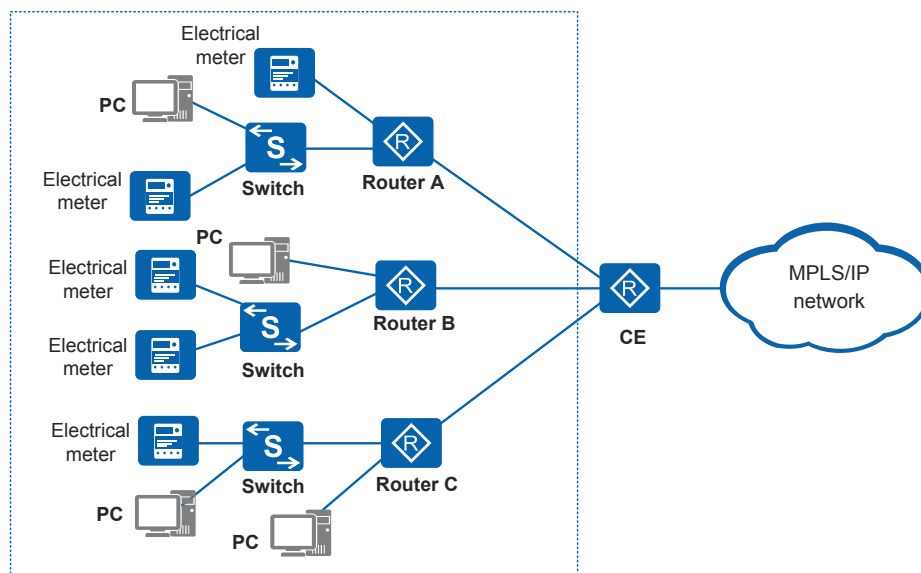 Electrical
meter
PC
R
S
Router A
Switch
Electrical
meter
PC
Electrical
meter
R
MPLS/IP
network
R
Router B
CE
S
Electrical
meter
Switch
Electrical
meter
S
R
Switch
Router C
PC
PC